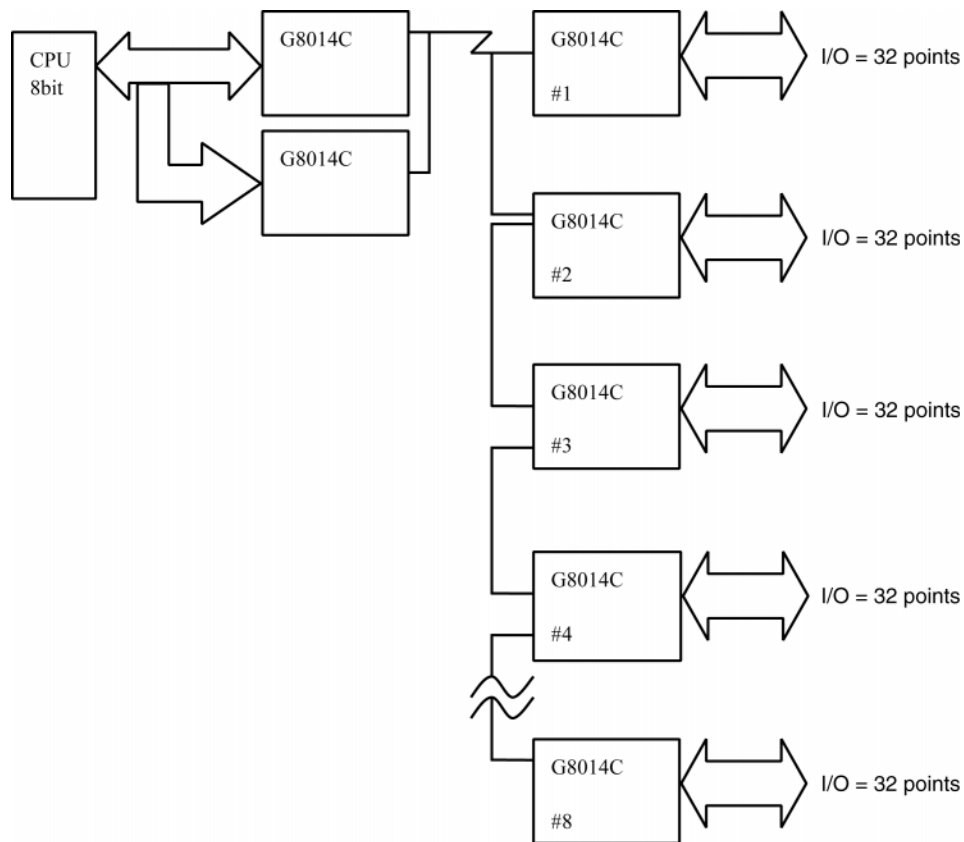 CPU
8bit
G8014C
G8014C
G8014C
#1
I/O = 32 points
G8014C
#2
I/O = 32 points
G8014C
#3
I/O = 32 points
G8014C
#4
I/O = 32 points
G8014C
#8
I/O = 32 points